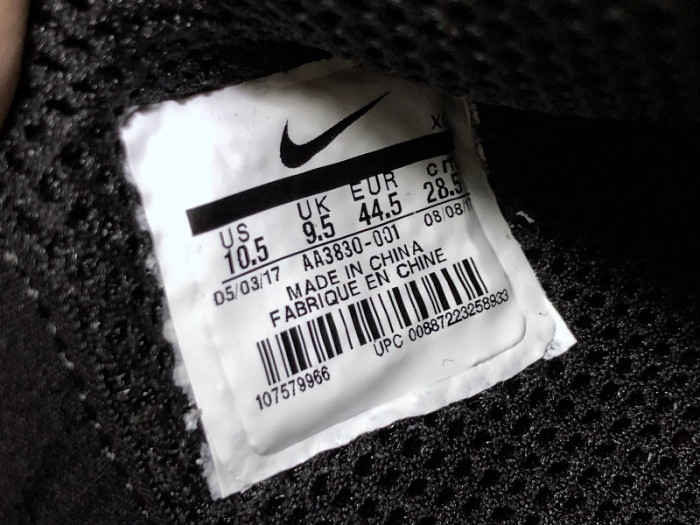 US UK EUR cm
10.5 9.5 44.5 28.5
AA3830-001
05/03/17 08/08/17
MADE IN CHINA
FABRIQUE EN CHINE
UPC 00887223258933
107579966